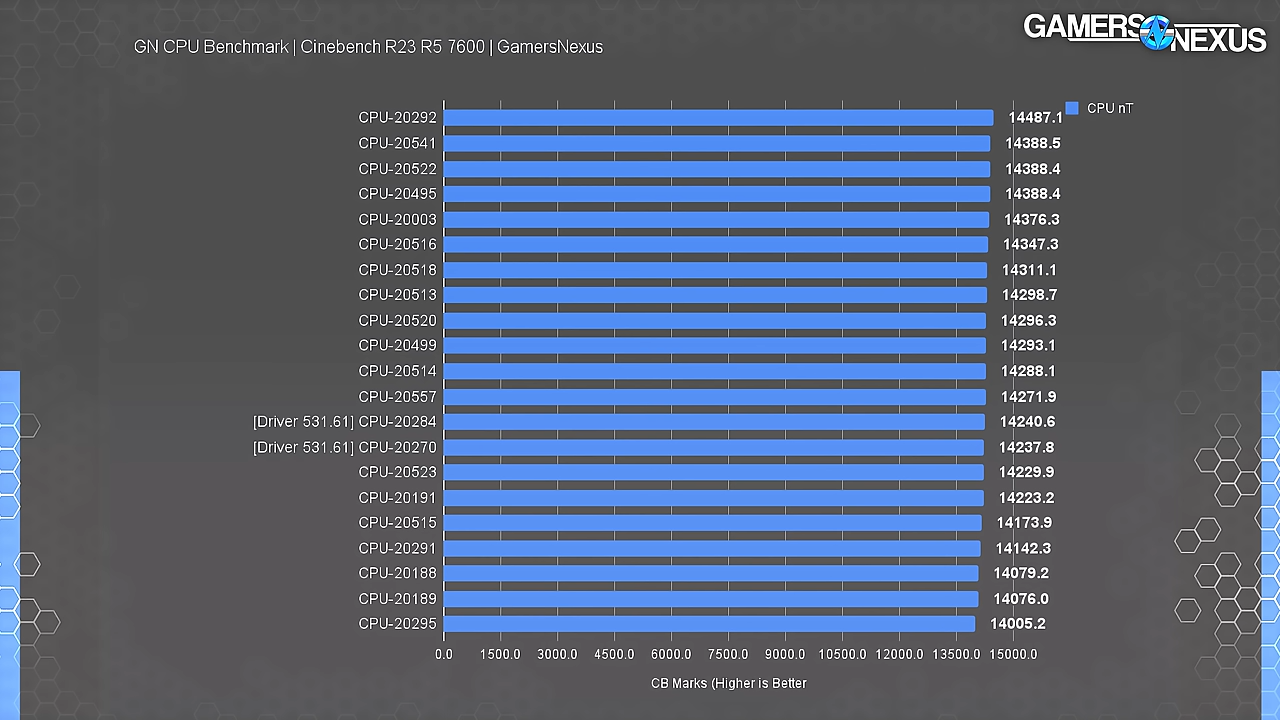 GAMERS NEXUS
GN CPU Benchmark | Cinebench R23 R5 7600 | GamersNexus
CPU nT
CPU-20292 14487.1
CPU-20541 14388.5
CPU-20522 14388.4
CPU-20495 14388.4
CPU-20003 14376.3
CPU-20516 14347.3
CPU-20518 14311.1
CPU-20513 14298.7
CPU-20520 14296.3
CPU-20499 14293.1
CPU-20514 14288.1
CPU-20557 14271.9
[Driver 531.61] CPU-20284 14240.6
[Driver 531.61] CPU-20270 14237.8
CPU-20523 14229.9
CPU-20191 14223.2
CPU-20515 14173.9
CPU-20291 14142.3
CPU-20188 14079.2
CPU-20189 14076.0
CPU-20295 14005.2
0.0 1500.0 3000.0 4500.0 6000.0 7500.0 9000.0 10500.0 12000.0 13500.0 15000.0
CB Marks (Higher is Better